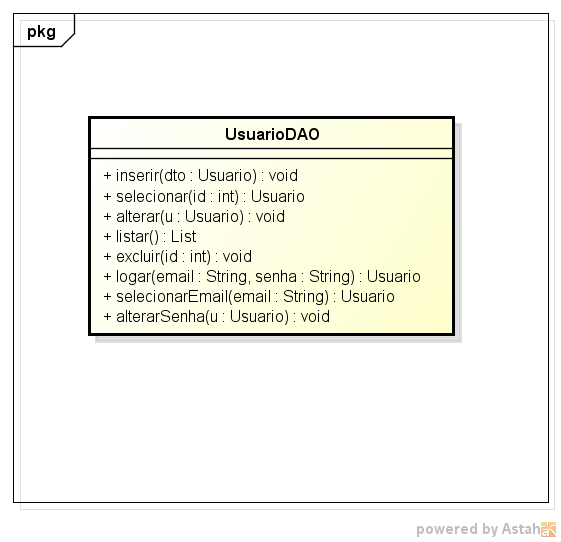 pkg
UsuarioDAO
+ inserir(dto : Usuario) : void
+ selecionar(id : int) : Usuario
+ alterar(u : Usuario) : void
+ listar() : List
+ excluir(id : int) : void
+ logar(email : String, senha : String) : Usuario
+ selecionarEmail(email : String) : Usuario
+ alterarSenha(u : Usuario) : void
powered by Astah